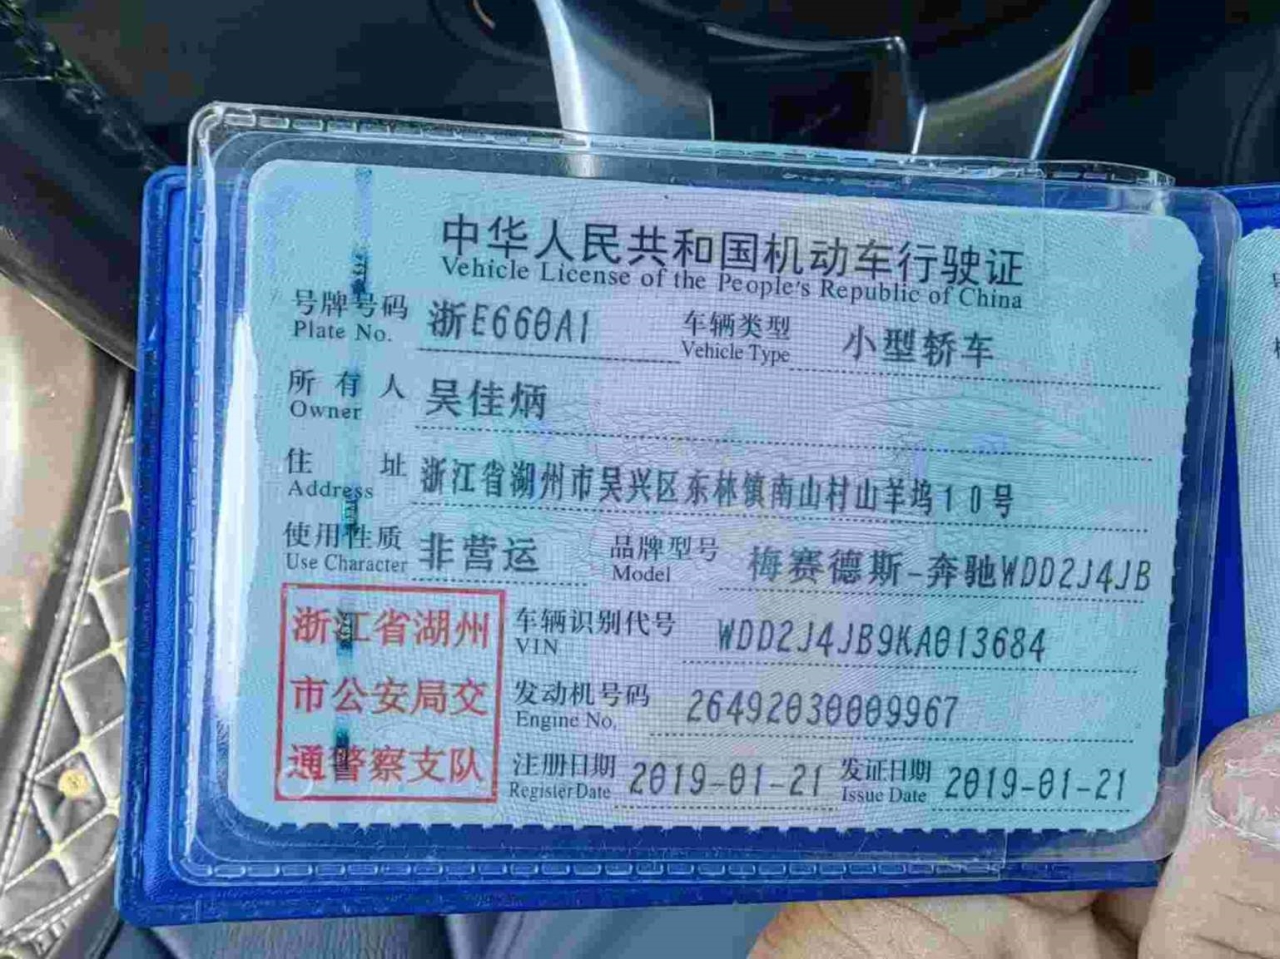 中华人民共和国机动车行驶证
Vehicle License of the People's Republic of China
号牌号码 浙E660A1 车辆类型 小型轿车
Plate No. Vehicle Type
所有人 吴佳炳
Owner
住址 浙江省湖州市吴兴区东林镇南山村山羊坞10号
Address
使用性质 非营运 品牌型号 梅赛德斯-奔驰WDD2J4JB
Use Character Model
浙江省湖州
市公安局交
通警察支队
车辆识别代号 WDD2J4JB9KA013684
VIN
发动机号码 26492030009967
Engine No.
注册日期 2019-01-21 发证日期 2019-01-21
Register Date Issue Date